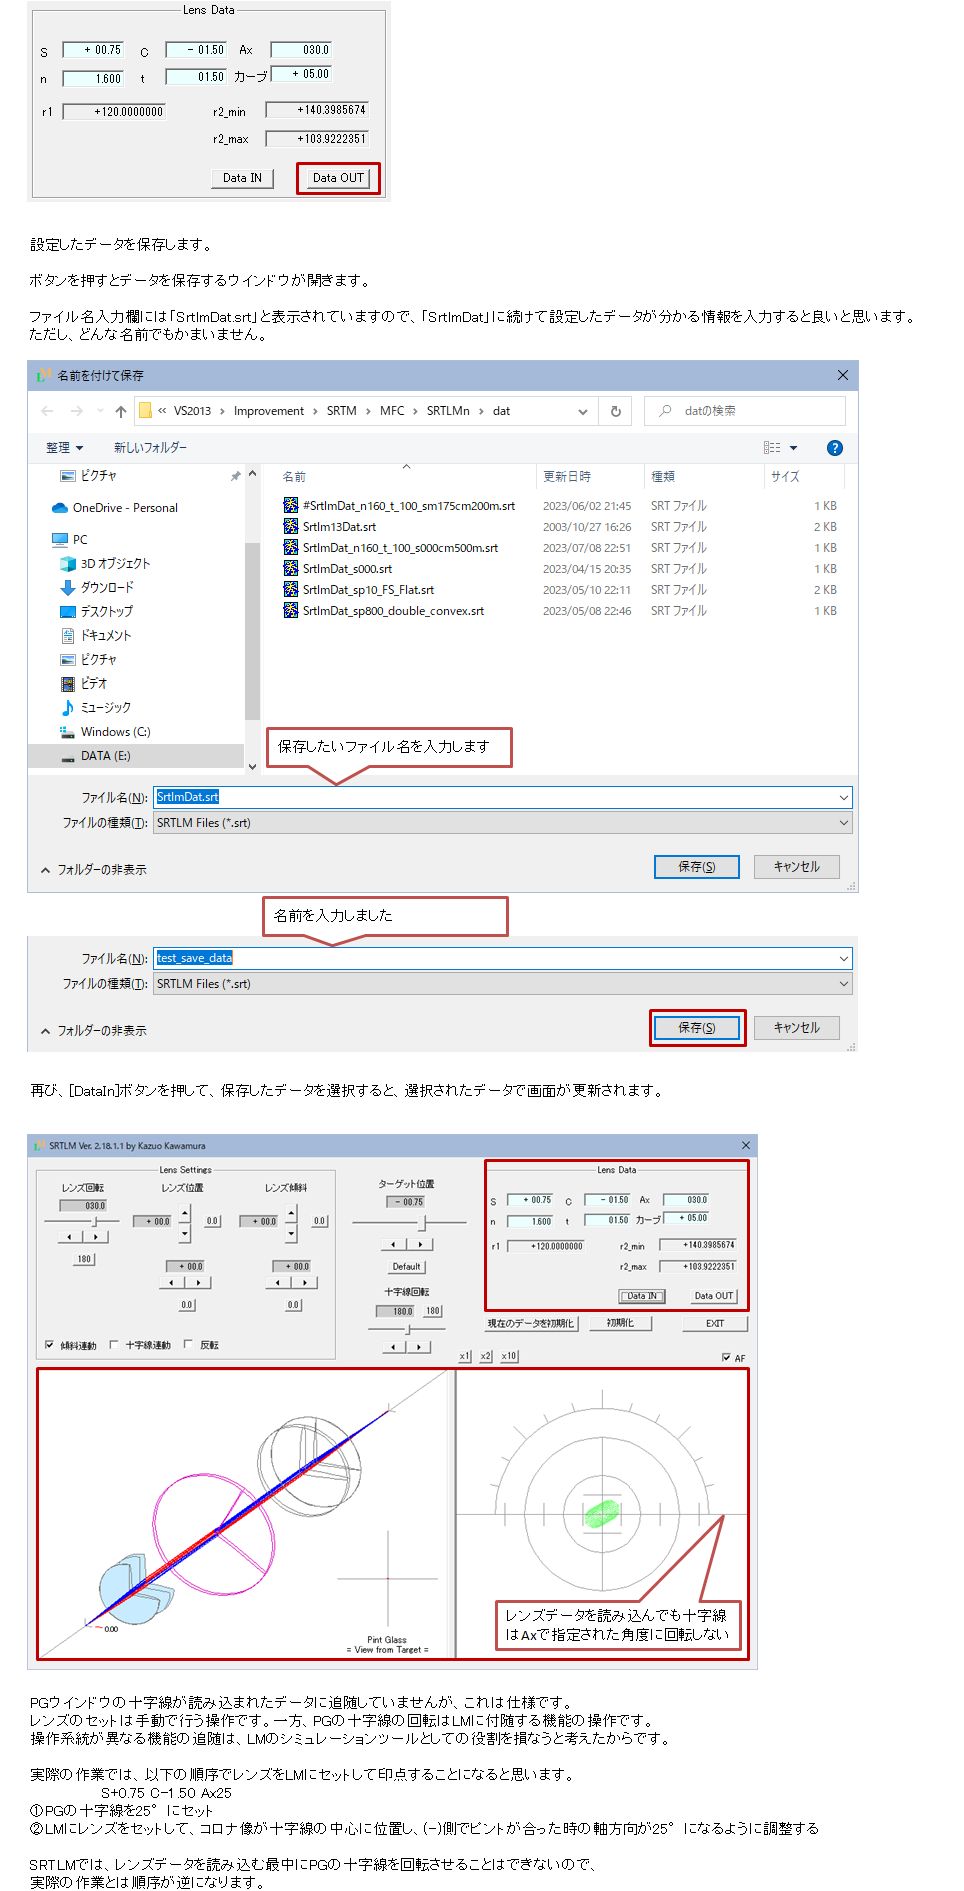 Lens Data
S + 00.75 C - 01.50 Ax 030.0
n 1.600 t 01.50 カーブ + 05.00
r1 +120.0000000 r2_min +140.3985674
r2_max +103.9222351
Data IN Data OUT
設定したデータを保存します。
ボタンを押すとデータを保存するウインドウが開きます。
ファイル名入力欄には「SrtlmDat.srt」と表示されていますので、「SrtlmDat」に続けて設定したデータが分かる情報を入力すると良いと思います。
ただし、どんな名前でもかまいません。
LM 名前を付けて保存
« VS2013 › Improvement › SRTM › MFC › SRTLMn › dat datの検索
整理 新しいフォルダー
ピクチャ 名前 更新日時 種類 サイズ
OneDrive - Personal
PC
3D オブジェクト
ダウンロード
デスクトップ
ドキュメント
ピクチャ
ビデオ
ミュージック
Windows (C:)
DATA (E:)
#SrtlmDat_n160_t_100_sm175cm200m.srt 2023/06/02 21:45 SRT ファイル 1 KB
Srtlm13Dat.srt 2003/10/27 16:26 SRT ファイル 2 KB
SrtlmDat_n160_t_100_s000cm500m.srt 2023/07/08 22:51 SRT ファイル 1 KB
SrtlmDat_s000.srt 2023/04/15 20:35 SRT ファイル 1 KB
SrtlmDat_sp10_FS_Flat.srt 2023/05/10 22:11 SRT ファイル 2 KB
SrtlmDat_sp800_double_convex.srt 2023/05/08 22:46 SRT ファイル 1 KB
保存したいファイル名を入力します
ファイル名(N): SrtlmDat.srt
ファイルの種類(T): SRTLM Files (*.srt)
フォルダーの非表示 保存(S) キャンセル
名前を入力しました
ファイル名(N): test_save_data
ファイルの種類(T): SRTLM Files (*.srt)
フォルダーの非表示 保存(S) キャンセル
再び、[DataIn]ボタンを押して、保存したデータを選択すると、選択されたデータで画面が更新されます。
LM SRTLM Ver. 2.18.1.1 by Kazuo Kawamura
Lens Settings
レンズ回転 レンズ位置 レンズ傾斜
030.0 + 00.0 0.0 + 00.0 0.0
180 + 00.0 + 00.0
0.0 0.0
傾斜連動 十字線連動 反転
ターゲット位置
- 00.75
Default
十字線回転
180.0 180
x1 x2 x10
Lens Data
S + 00.75 C - 01.50 Ax 030.0
n 1.600 t 01.50 カーブ + 05.00
r1 +120.0000000 r2_min +140.3985674
r2_max +103.9222351
Data IN Data OUT
現在のデータを初期化 初期化 EXIT
AF
0.00
Pint Glass
= View from Target =
レンズデータを読み込んでも十字線
はAxで指定された角度に回転しない
PGウインドウの十字線が読み込まれたデータに追随していませんが、これは仕様です。
レンズのセットは手動で行う操作です。一方、PGの十字線の回転はLMに付随する機能の操作です。
操作系統が異なる機能の追随は、LMのシミュレーションツールとしての役割を損なうと考えたからです。
実際の作業では、以下の順序でレンズをLMにセットして印点することになると思います。
S+0.75 C-1.50 Ax25
①PGの十字線を25°にセット
②LMにレンズをセットして、コロナ像が十字線の中心に位置し、(-)側でピントが合った時の軸方向が25°になるように調整する
SRTLMでは、レンズデータを読み込む最中にPGの十字線を回転させることはできないので、
実際の作業とは順序が逆になります。